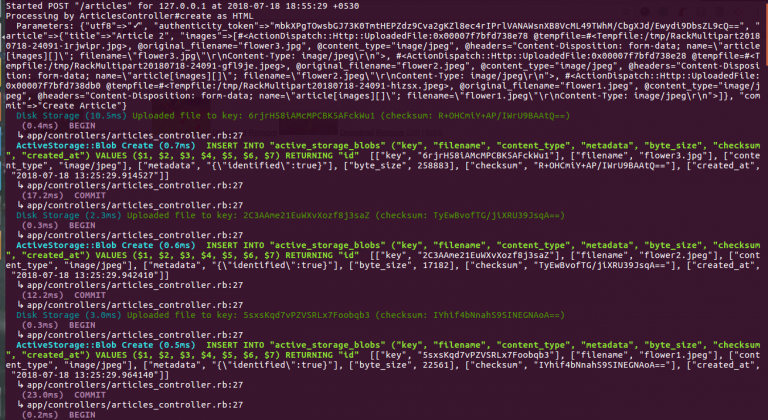 Started POST "/articles" for 127.0.0.1 at 2018-07-18 18:55:29 +0530
Processing by ArticlesController#create as HTML
Parameters: {"utf8"=>"✓", "authenticity_token"=>"mbkXPgTOwsbGJ73K0TmtHEPZdz9Cva2gKZl8ec4rIPrlVANAWsnXB8VcML49TWhM/CbgXJd/Ewydi9DbsZL9cQ==", "
article"=>{"title"=>"Article 2", "images"=>[#<ActionDispatch::Http::UploadedFile:0x00007f7bfd738e78 @tempfile=#<Tempfile:/tmp/RackMultipart2018
0718-24091-1rjwipr.jpg>, @original_filename="flower3.jpg", @content_type="image/jpeg", @headers="Content-Disposition: form-data; name=\"article
[images][]\"; filename=\"flower3.jpg\"\r\nContent-Type: image/jpeg\r\n">, #<ActionDispatch::Http::UploadedFile:0x00007f7bfd738e28 @tempfile=#<T
empfile:/tmp/RackMultipart20180718-24091-gfl9je.jpeg>, @original_filename="flower2.jpeg", @content_type="image/jpeg", @headers="Content-Disposi
tion: form-data; name=\"article[images][]\"; filename=\"flower2.jpeg\"\r\nContent-Type: image/jpeg\r\n">, #<ActionDispatch::Http::UploadedFile:
0x00007f7bfd738db0 @tempfile=#<Tempfile:/tmp/RackMultipart20180718-24091-hizsx.jpeg>, @original_filename="flower1.jpeg", @content_type="image/j
peg", @headers="Content-Disposition: form-data; name=\"article[images][]\"; filename=\"flower1.jpeg\"\r\nContent-Type: image/jpeg\r\n">]}, "com
mit"=>"Create Article"}
Disk Storage (10.5ms) Uploaded file to key: 6rjrHS8iAMcMPCBKSAFckWu1 (checksum: R+OHCmiY+AP/IWrU9BAAtQ==)
(0.4ms) BEGIN
↳ app/controllers/articles_controller.rb:27
ActiveStorage::Blob Create (0.7ms) INSERT INTO "active_storage_blobs" ("key", "filename", "content_type", "metadata", "byte_size", "checksum
", "created_at") VALUES ($1, $2, $3, $4, $5, $6, $7) RETURNING "id" [["key", "6rjrHS8iAMcMPCBKSAFckWu1"], ["filename", "flower3.jpg"], ["conte
nt_type", "image/jpeg"], ["metadata", "{\"identified\":true}"], ["byte_size", 258883], ["checksum", "R+OHCmiY+AP/IWrU9BAAtQ=="], ["created_at",
"2018-07-18 13:25:29.914527"]]
↳ app/controllers/articles_controller.rb:27
(17.2ms) COMMIT
↳ app/controllers/articles_controller.rb:27
Disk Storage (2.3ms) Uploaded file to key: 2C3AAme21EuWXvXozf8j3saZ (checksum: TyEwBvofTG/jiXRU39JsqA==)
(0.3ms) BEGIN
↳ app/controllers/articles_controller.rb:27
ActiveStorage::Blob Create (0.6ms) INSERT INTO "active_storage_blobs" ("key", "filename", "content_type", "metadata", "byte_size", "checksum
", "created_at") VALUES ($1, $2, $3, $4, $5, $6, $7) RETURNING "id" [["key", "2C3AAme21EuWXvXozf8j3saZ"], ["filename", "flower2.jpeg"], ["cont
ent_type", "image/jpeg"], ["metadata", "{\"identified\":true}"], ["byte_size", 17182], ["checksum", "TyEwBvofTG/jiXRU39JsqA=="], ["created_at",
"2018-07-18 13:25:29.942410"]]
↳ app/controllers/articles_controller.rb:27
(12.2ms) COMMIT
↳ app/controllers/articles_controller.rb:27
Disk Storage (3.0ms) Uploaded file to key: 5sxsKqd7vPZVSRLx7Foobqb3 (checksum: IYhif4bNnahS9SINEGNAoA==)
(0.3ms) BEGIN
↳ app/controllers/articles_controller.rb:27
ActiveStorage::Blob Create (0.5ms) INSERT INTO "active_storage_blobs" ("key", "filename", "content_type", "metadata", "byte_size", "checksum
", "created_at") VALUES ($1, $2, $3, $4, $5, $6, $7) RETURNING "id" [["key", "5sxsKqd7vPZVSRLx7Foobqb3"], ["filename", "flower1.jpeg"], ["cont
ent_type", "image/jpeg"], ["metadata", "{\"identified\":true}"], ["byte_size", 22561], ["checksum", "IYhif4bNnahS9SINEGNAoA=="], ["created_at",
"2018-07-18 13:25:29.964140"]]
↳ app/controllers/articles_controller.rb:27
(23.0ms) COMMIT
↳ app/controllers/articles_controller.rb:27
(0.2ms) BEGIN